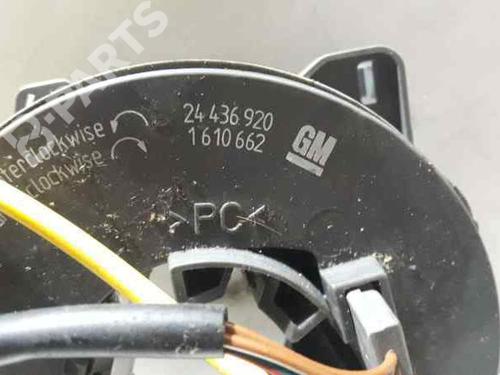 B-PARTS
24 436 920
1 610 662
GM
terclockwise
clockwise
>PC<